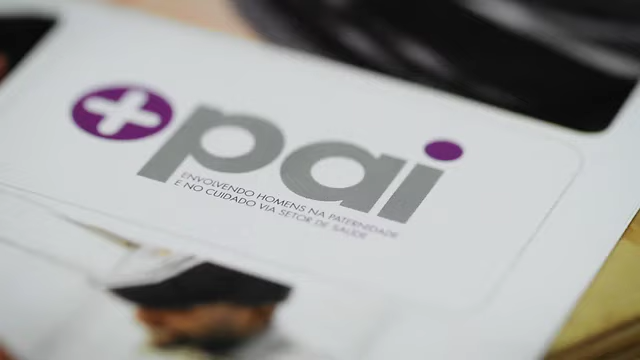 +pai
ENVOLVENDO HOMENS NA PATERNIDADE
E NO CUIDADO VIA SETOR DE SAÚDE